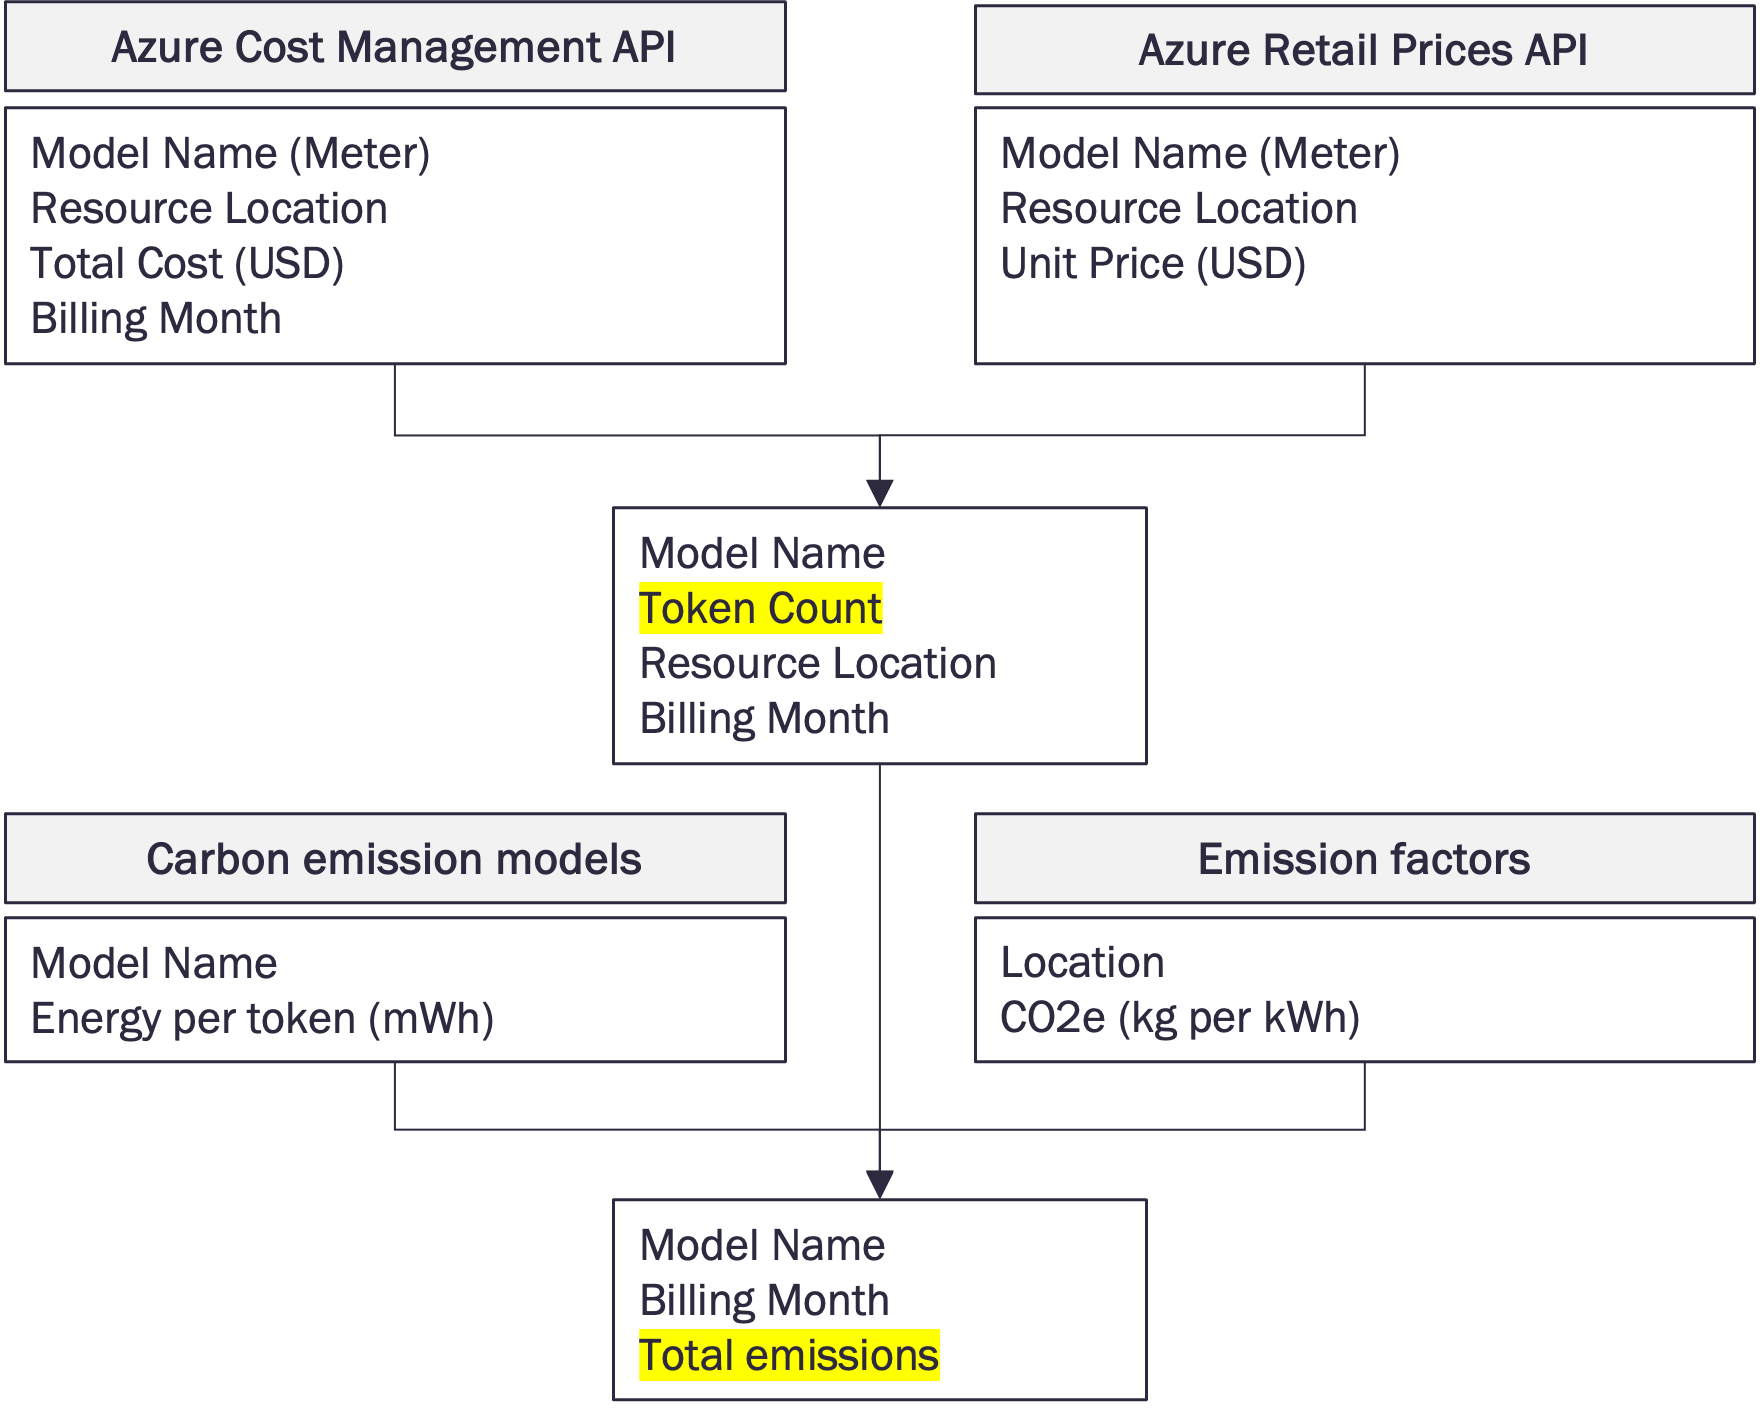 Azure Cost Management API
Model Name (Meter)
Resource Location
Total Cost (USD)
Billing Month
Azure Retail Prices API
Model Name (Meter)
Resource Location
Unit Price (USD)
Model Name
Token Count
Resource Location
Billing Month
Carbon emission models
Model Name
Energy per token (mWh)
Emission factors
Location
CO2e (kg per kWh)
Model Name
Billing Month
Total emissions